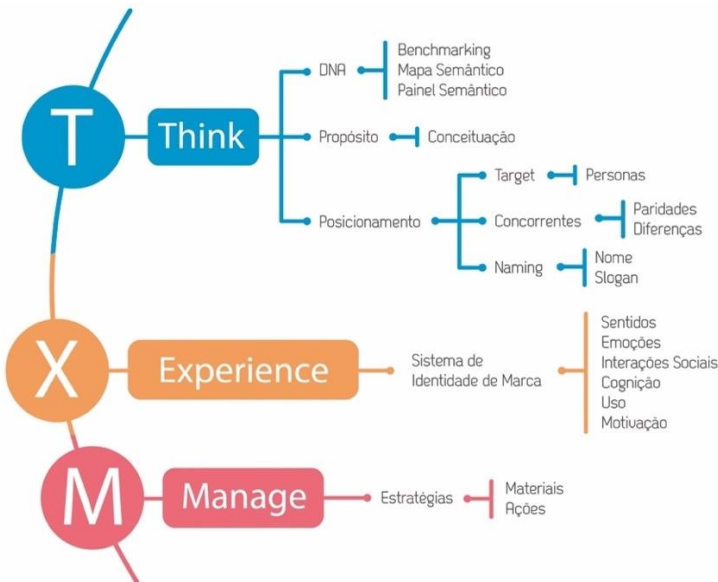 T
Think
DNA
Benchmarking
Mapa Semântico
Painel Semântico
Propósito
Conceituação
Posicionamento
Target
Personas
Concorrentes
Paridades
Diferenças
Naming
Nome
Slogan
X
Experience
Sistema de
Identidade de Marca
Sentidos
Emoções
Interações Sociais
Cognição
Uso
Motivação
M
Manage
Estratégias
Materiais
Ações